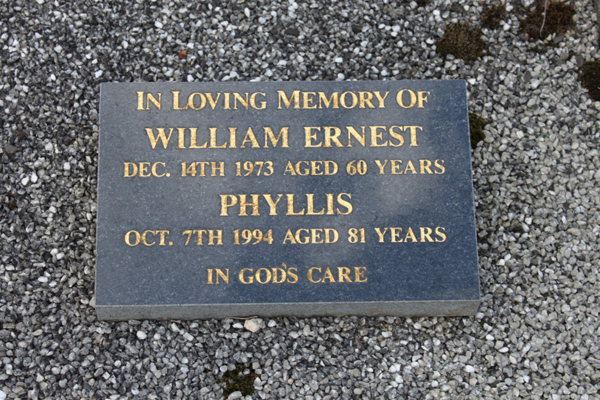 IN LOVING MEMORY OF
WILLIAM ERNEST
DEC. 14TH 1973 AGED 60 YEARS
PHYLLIS
OCT. 7TH 1994 AGED 81 YEARS
IN GOD'S CARE